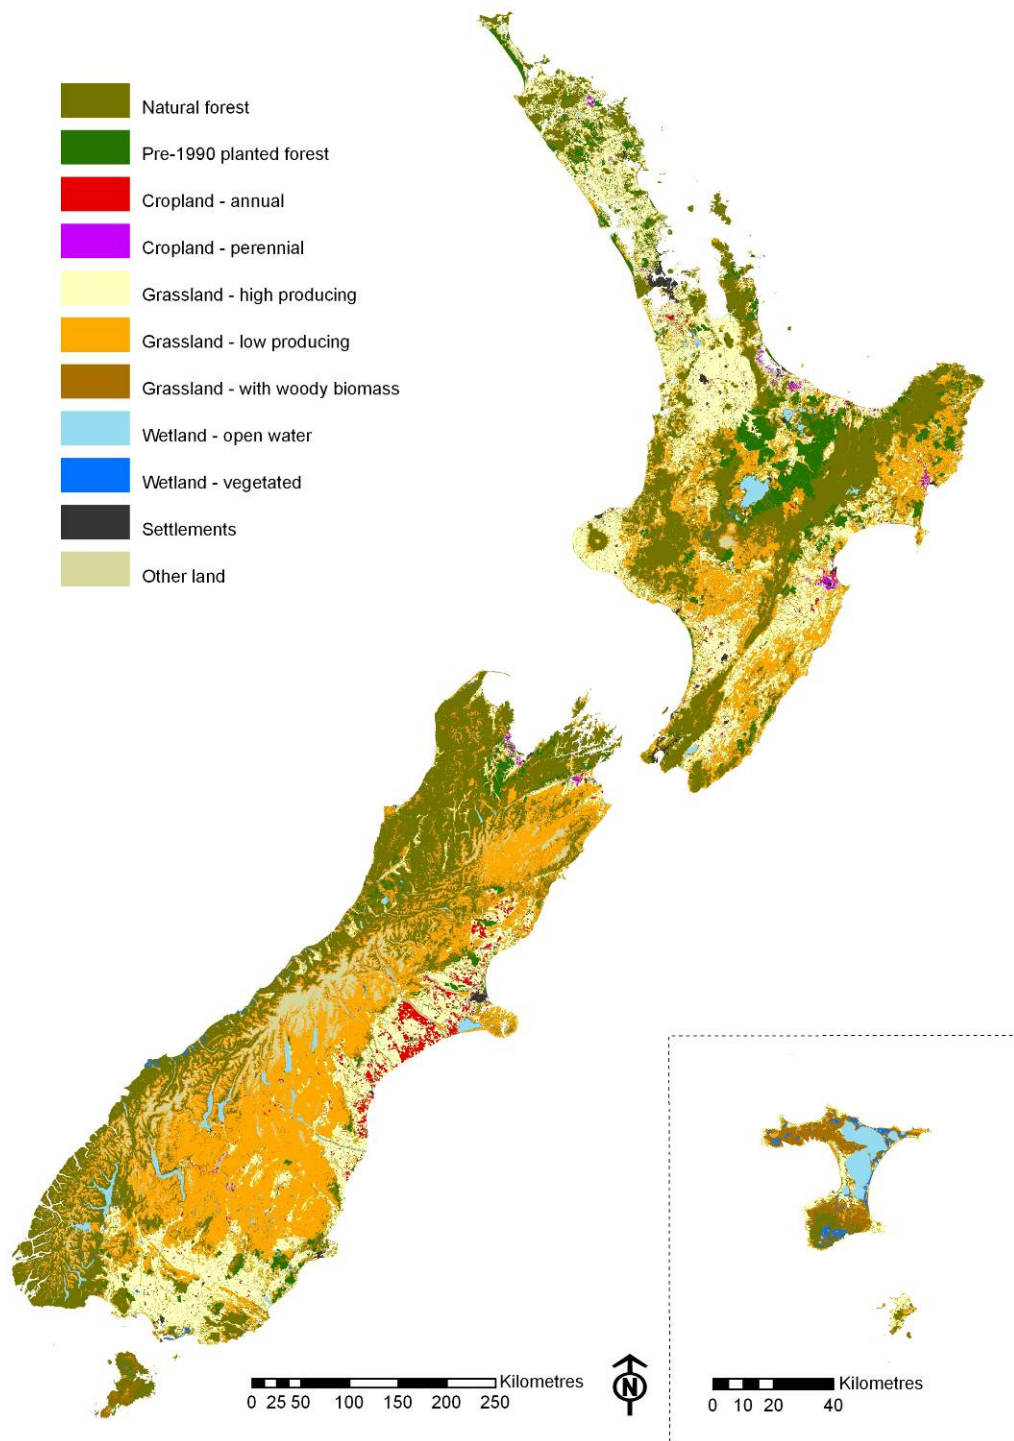 Natural forest
Pre-1990 planted forest
Cropland - annual
Cropland - perennial
Grassland - high producing
Grassland - low producing
Grassland - with woody biomass
Wetland - open water
Wetland - vegetated
Settlements
Other land
Kilometres
0 25 50 100 150 200 250
N
Kilometres
0 10 20 40